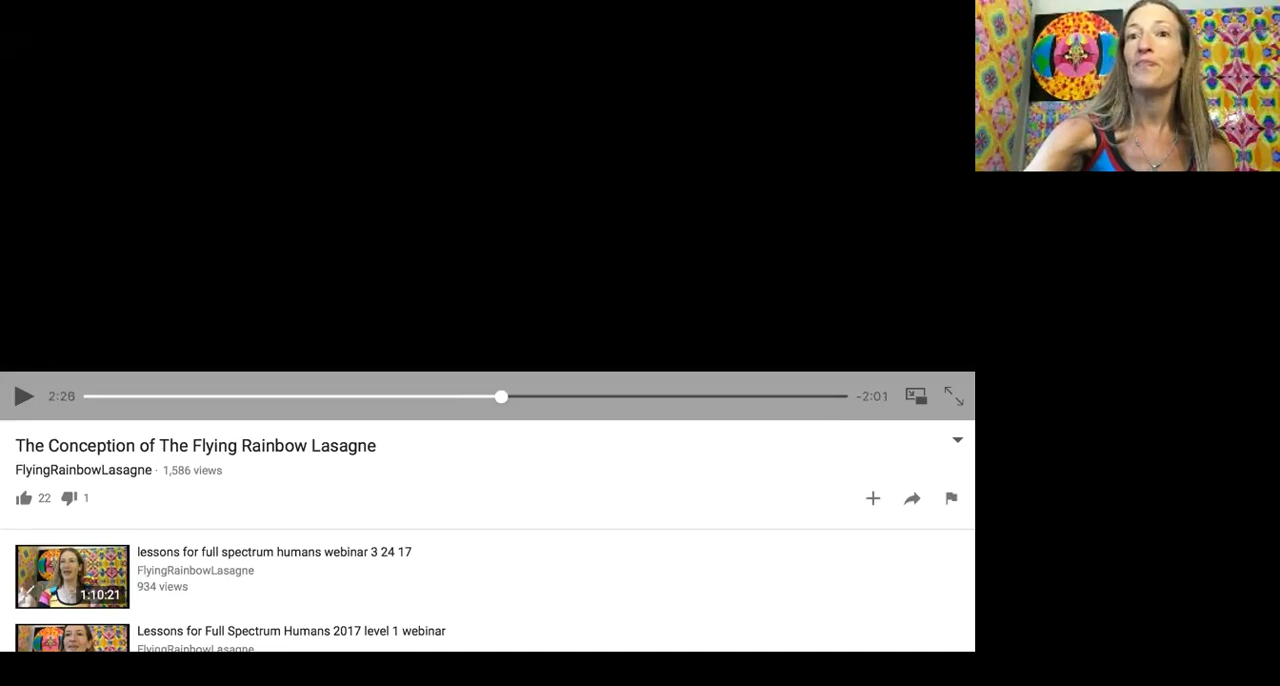 2:26
-2:01
The Conception of The Flying Rainbow Lasagne
FlyingRainbowLasagne · 1,586 views
22 1
lessons for full spectrum humans webinar 3 24 17
FlyingRainbowLasagne
934 views
1:10:21
Lessons for Full Spectrum Humans 2017 level 1 webinar
FlyingRainbowLasagne